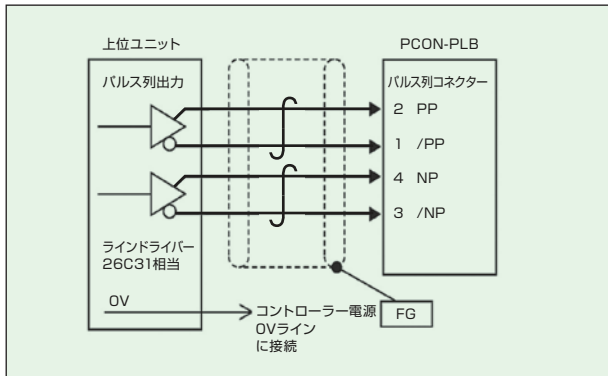 上位ユニット
PCON-PLB
パルス列出力
パルス列コネクター
2 PP
1 /PP
4 NP
3 /NP
ラインドライバー
26C31相当
0V
コントローラー電源
0Vライン
に接続
FG